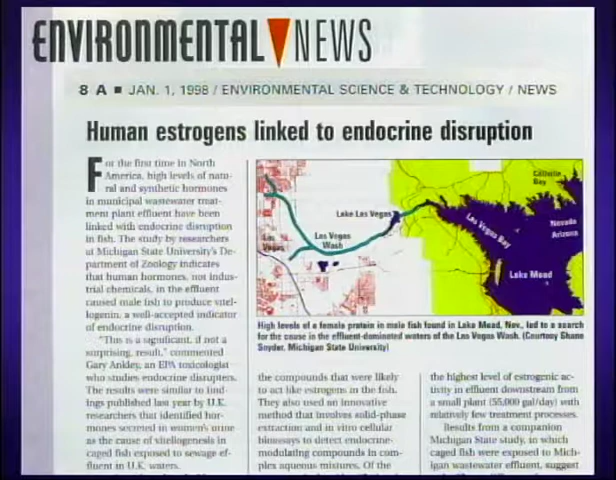 ENVIRONMENTAL NEWS
8 A ■ JAN. 1, 1998 / ENVIRONMENTAL SCIENCE & TECHNOLOGY / NEWS
Human estrogens linked to endocrine disruption
For the first time in North
America, high levels of natu-
ral and synthetic hormones
in municipal wastewater treat-
ment plant effluent have been
linked with endocrine disruption
in fish. The study by researchers
at Michigan State University's De-
partment of Zoology indicates
that human hormones, not indus-
trial chemicals, in the effluent
caused male fish to produce vitel-
logenin, a well-accepted indicator
of endocrine disruption.
"This is a significant, if not a
surprising, result," commented
Gary Ankley, an EPA toxicologist
who studies endocrine disrupters.
The results were similar to find-
ings published last year by U.K.
researchers that identified hor-
mones secreted in women's urine
as the cause of vitellogenesis in
caged fish exposed to sewage ef-
fluent in U.K. waters.
Callville
Bay
Lake Las Vegas
Las Vegas Bay
Nevada
Arizona
Las
Vegas
Las Vegas
Wash
Lake Mead
High levels of a female protein in male fish found in Lake Mead, Nev., led to a search
for the cause in the effluent-dominated waters of the Las Vegas Wash. (Courtesy Shane
Snyder, Michigan State University)
the compounds that were likely
to act like estrogens in the fish.
They also used an innovative
method that involves solid-phase
extraction and in vitro cellular
bioassays to detect endocrine-
modulating compounds in com-
plex aqueous mixtures. Of the
the highest level of estrogenic ac-
tivity in effluent downstream from
a small plant (55,000 gal/day) with
relatively few treatment processes.
Results from a companion
Michigan State study, in which
caged fish were exposed to Mich-
igan wastewater effluent, suggest